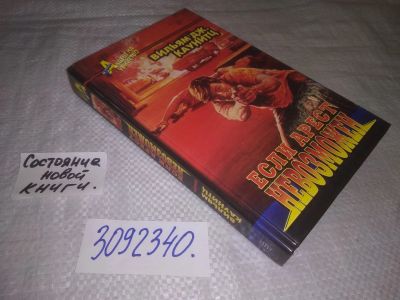 ВИЛЬЯМ ДЖ.
КАУНИТЦ
ЕСЛИ АРЕСТ
НЕВОЗМОЖЕН
Состояние
новой
книги.
3092340.